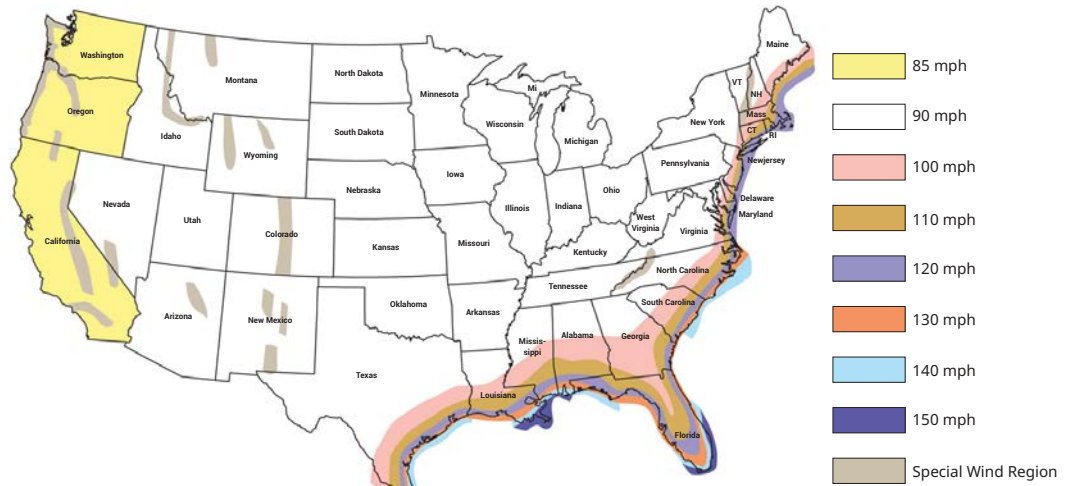 Washington
Oregon
California
Nevada
Idaho
Montana
Wyoming
Utah
Arizona
Colorado
New Mexico
North Dakota
South Dakota
Nebraska
Kansas
Oklahoma
Texas
Minnesota
Iowa
Missouri
Arkansas
Louisiana
Wisconsin
Mi
Michigan
Illinois
Indiana
Ohio
Kentucky
Tennessee
Missis-
sippi
Alabama
Georgia
Florida
South Carolina
North Carolina
West
Virginia
Virginia
Pennsylvania
New York
VT
NH
Maine
Mass
CT
RI
Newjersey
Delaware
Maryland
85 mph
90 mph
100 mph
110 mph
120 mph
130 mph
140 mph
150 mph
Special Wind Region